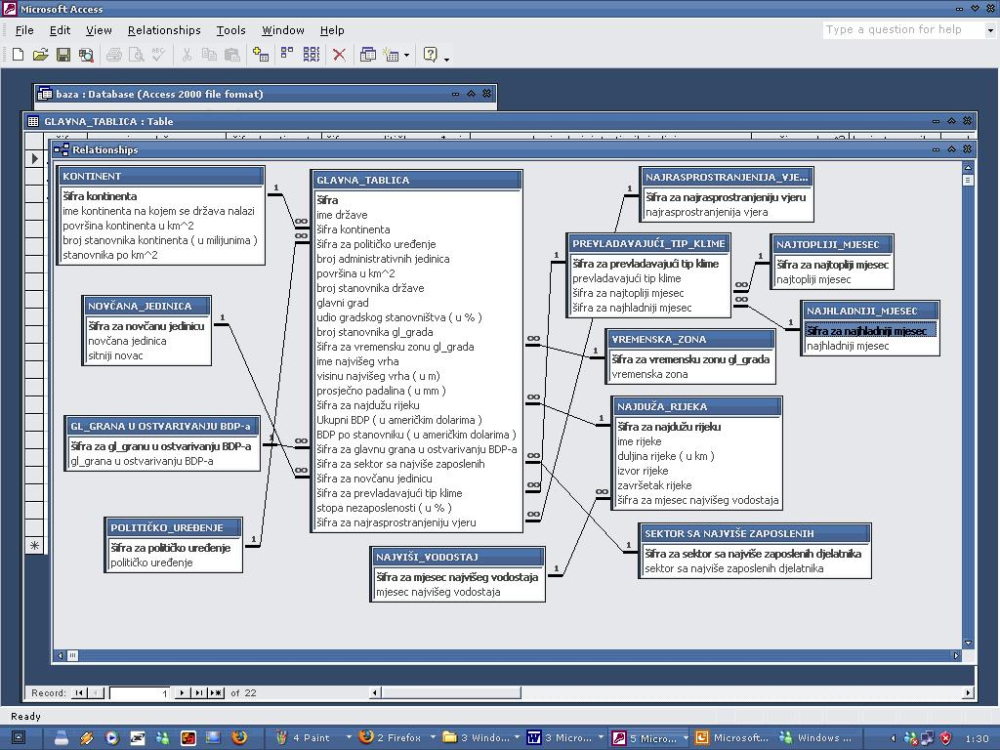 Microsoft Access
File Edit View Relationships Tools Window Help
Type a question for help
baza : Database (Access 2000 file format)
GLAVNA_TABLICA : Table
Relationships
KONTINENT
šifra kontinenta
ime kontinenta na kojem se država nalazi
površina kontinenta u km^2
broj stanovnika kontinenta ( u milijunima )
stanovnika po km^2
NOVČANA_JEDINICA
šifra za novčanu jedinicu
novčana jedinica
sitniji novac
GL_GRANA U OSTVARIVANJU BDP-a
šifra za gl_granu u ostvarivanju BDP-a
gl_grana u ostvarivanju BDP-a
POLITIČKO_UREĐENJE
šifra za političko uređenje
političko uređenje
GLAVNA_TABLICA
šifra
ime države
šifra kontinenta
šifra za političko uređenje
broj administrativnih jedinica
površina u km^2
broj stanovnika države
glavni grad
udio gradskog stanovništva ( u % )
broj stanovnika gl_grada
šifra za vremensku zonu gl_grada
ime najvišeg vrha
visinu najvišeg vrha ( u m)
prosječno padalina ( u mm )
šifra za najdužu rijeku
Ukupni BDP ( u američkim dolarima )
BDP po stanovniku ( u američkim dolarima )
šifra za glavnu grana u ostvarivanju BDP-a
šifra za sektor sa najviše zaposlenih
šifra za novčanu jedinicu
šifra za prevladavajući tip klime
stopa nezaposlenosti ( u % )
šifra za najrasprostranjeniju vjeru
NAJVIŠI_VODOSTAJ
šifra za mjesec najvišeg vodostaja
mjesec najvišeg vodostaja
NAJRASPROSTRANJENIJA_VJE...
šifra za najrasprostranjeniju vjeru
najrasprostranjenija vjera
PREVLADAVAJUĆI_TIP_KLIME
šifra za prevladavajući tip klime
prevladavajući tip klime
šifra za najtopliji mjesec
šifra za najhladniji mjesec
NAJTOPLIJI_MJESEC
šifra za najtopliji mjesec
najtopliji mjesec
NAJHLADNIJI_MJESEC
šifra za najhladniji mjesec
najhladniji mjesec
VREMENSKA_ZONA
šifra za vremensku zonu gl_grada
vremenska zona
NAJDUŽA_RIJEKA
šifra za najdužu rijeku
ime rijeke
duljina rijeke ( u km )
izvor rijeke
završetak rijeke
šifra za mjesec najvišeg vodostaja
SEKTOR SA NAJVIŠE ZAPOSLENIH
šifra za sektor sa najviše zaposlenih djelatnika
sektor sa najviše zaposlenih djelatnika
Record: 1 of 22
Ready
4 Paint 2 Firefox 3 Windo... 3 Micro... 5 Micro... Microsoft... Windows ... 1:30